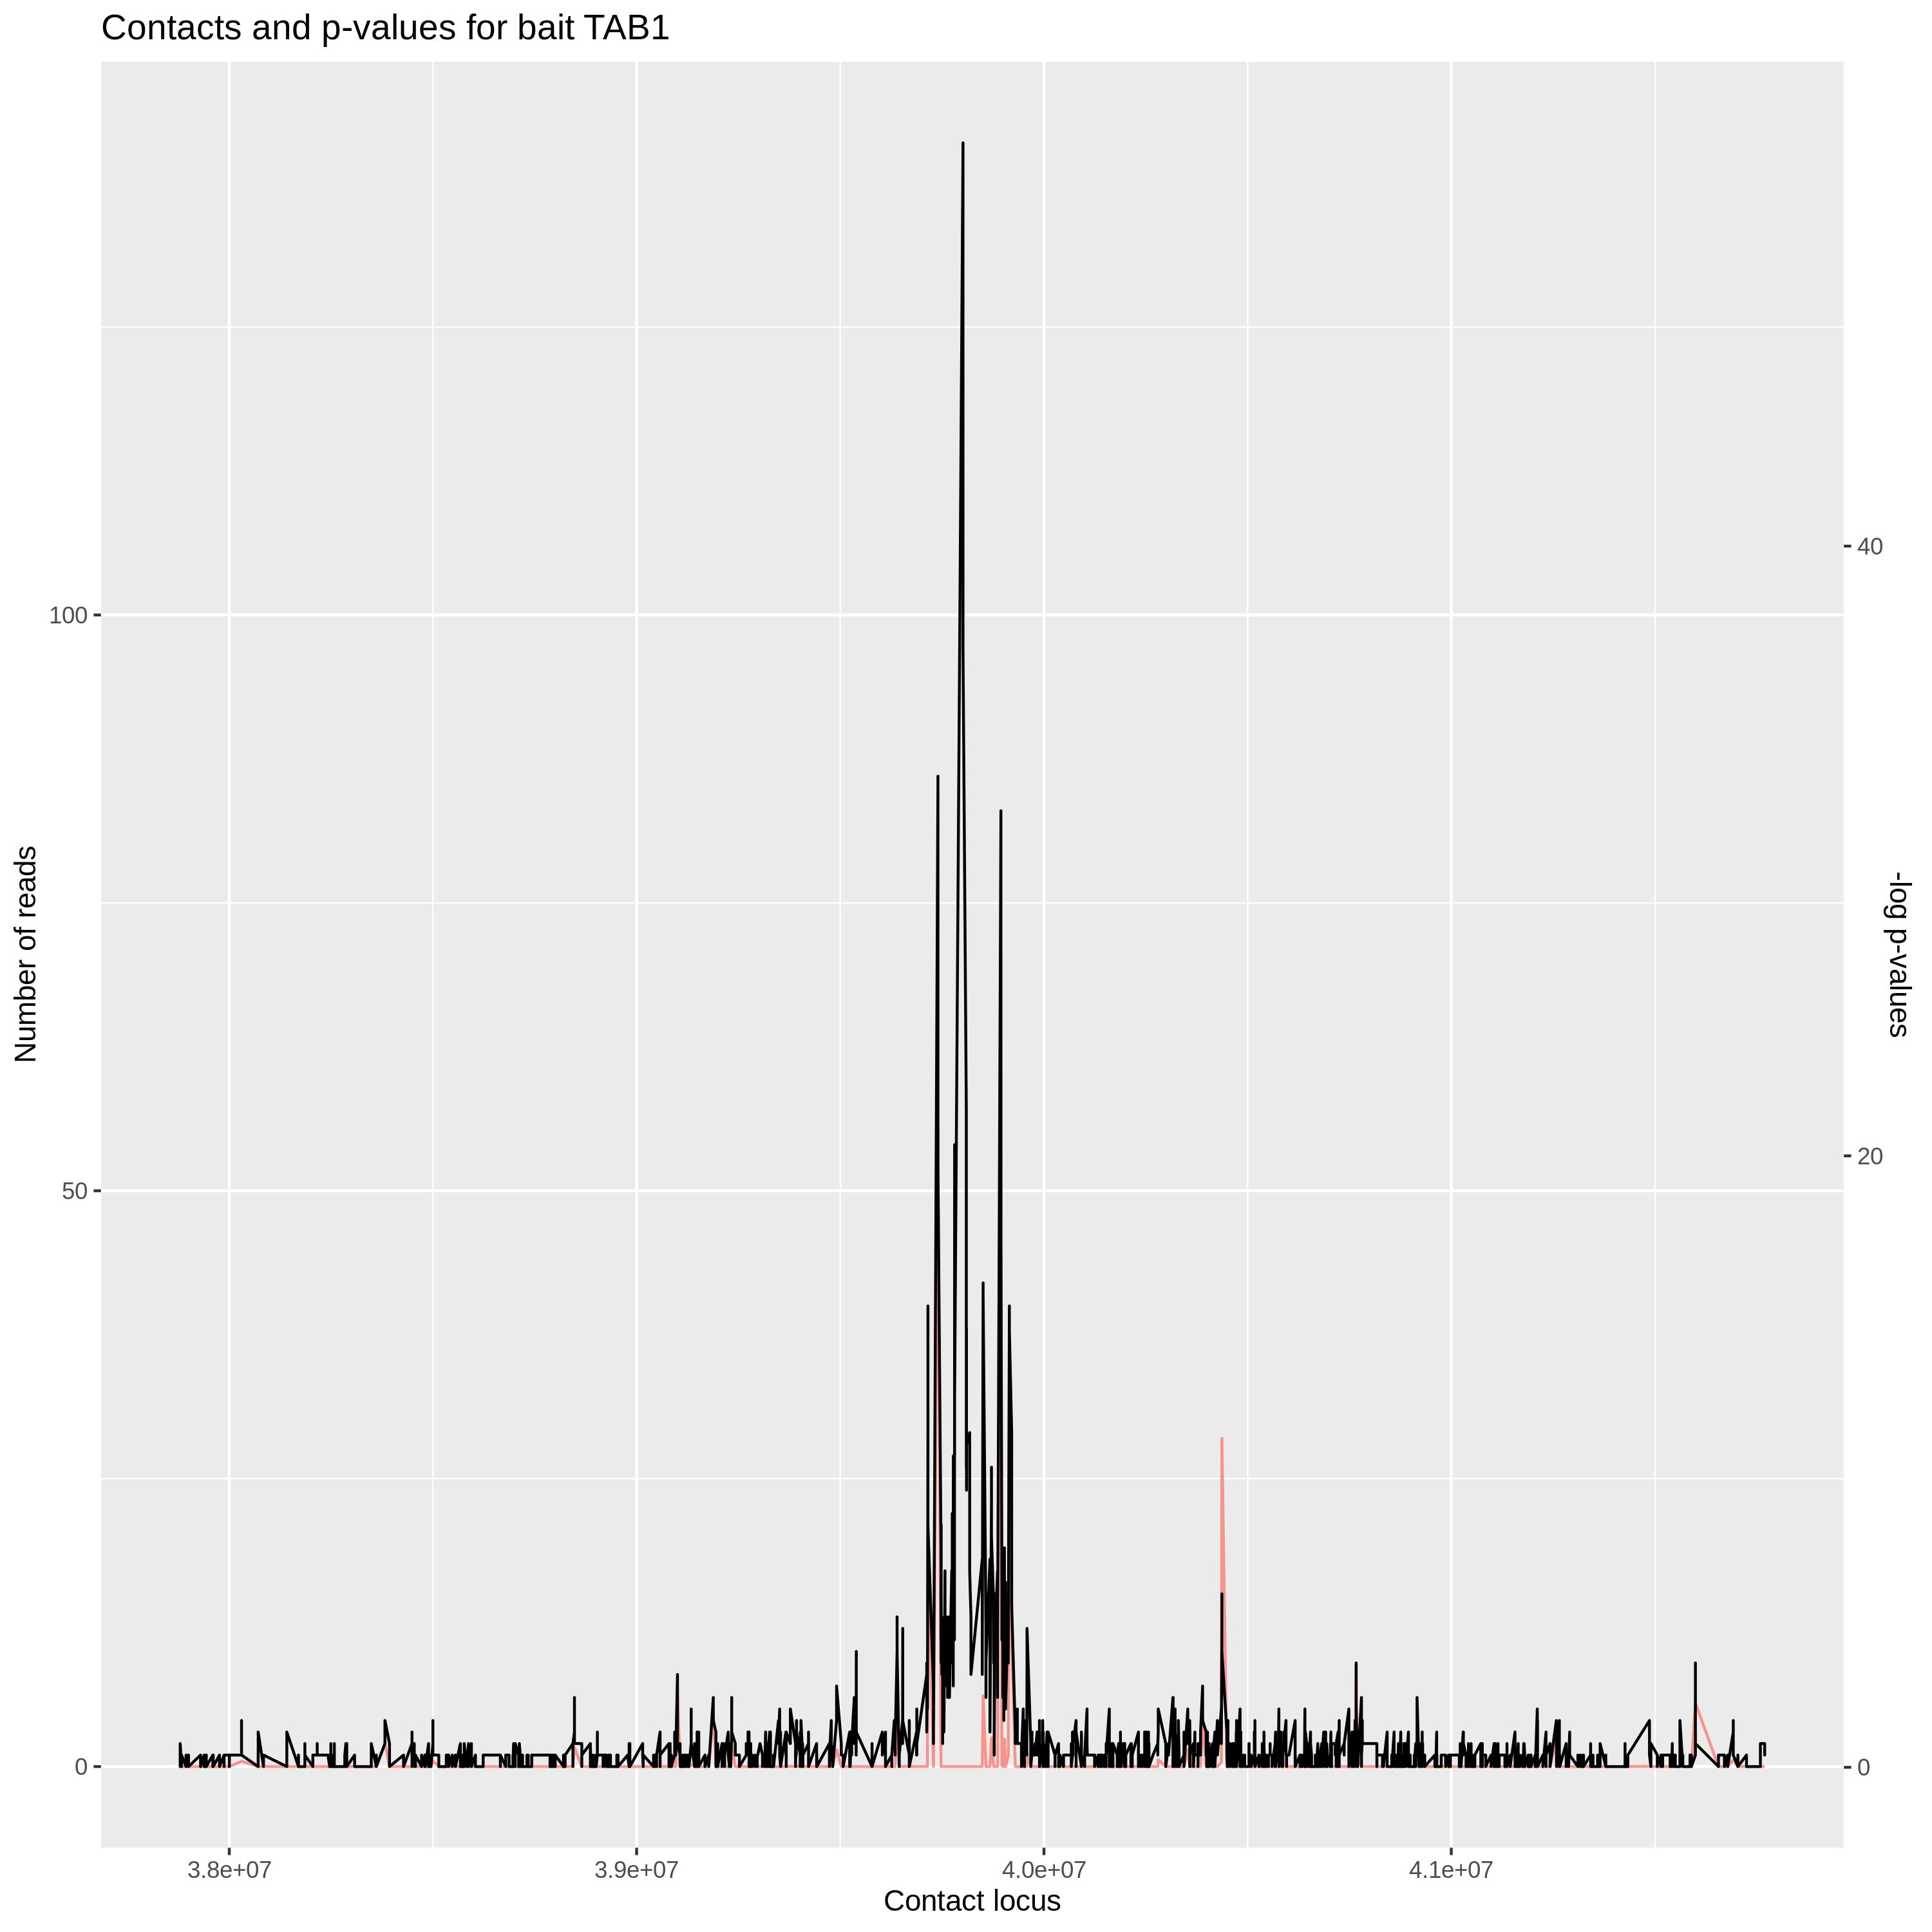 Contacts and p-values for bait TAB1
Number of reads
100
50
0
40
20
0
-log p-values
3.8e+07
3.9e+07
4.0e+07
4.1e+07
Contact locus